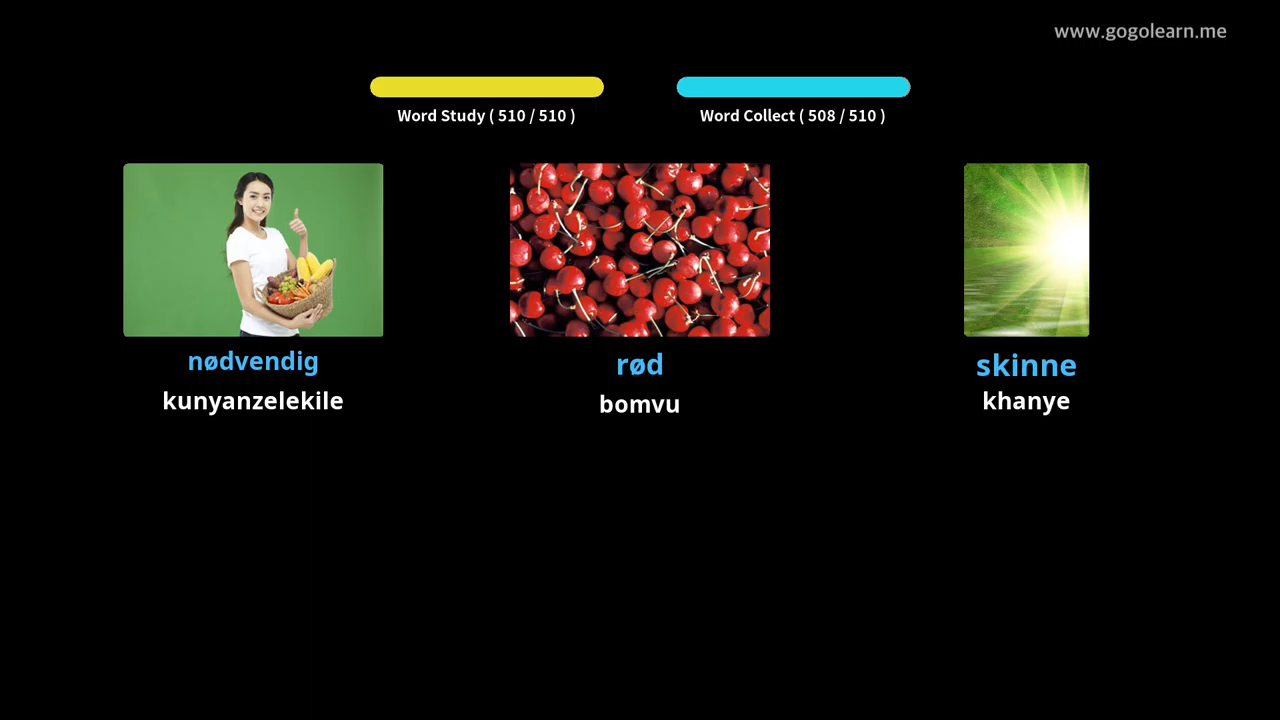 www.gogolearn.me
Word Study ( 510 / 510 )
Word Collect ( 508 / 510 )
nødvendig
kunyanzelekile
rød
bomvu
skinne
khanye